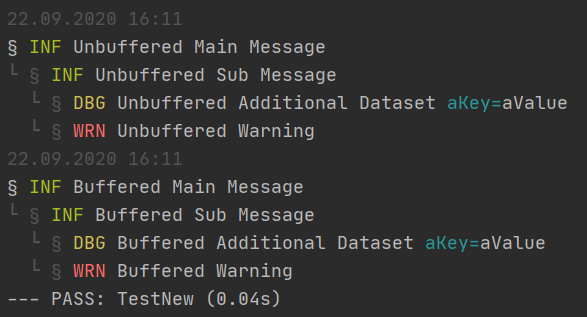 22.09.2020 16:11
§ INF Unbuffered Main Message
└ § INF Unbuffered Sub Message
  └ § DBG Unbuffered Additional Dataset aKey=aValue
  └ § WRN Unbuffered Warning
22.09.2020 16:11
§ INF Buffered Main Message
└ § INF Buffered Sub Message
  └ § DBG Buffered Additional Dataset aKey=aValue
  └ § WRN Buffered Warning
--- PASS: TestNew (0.04s)